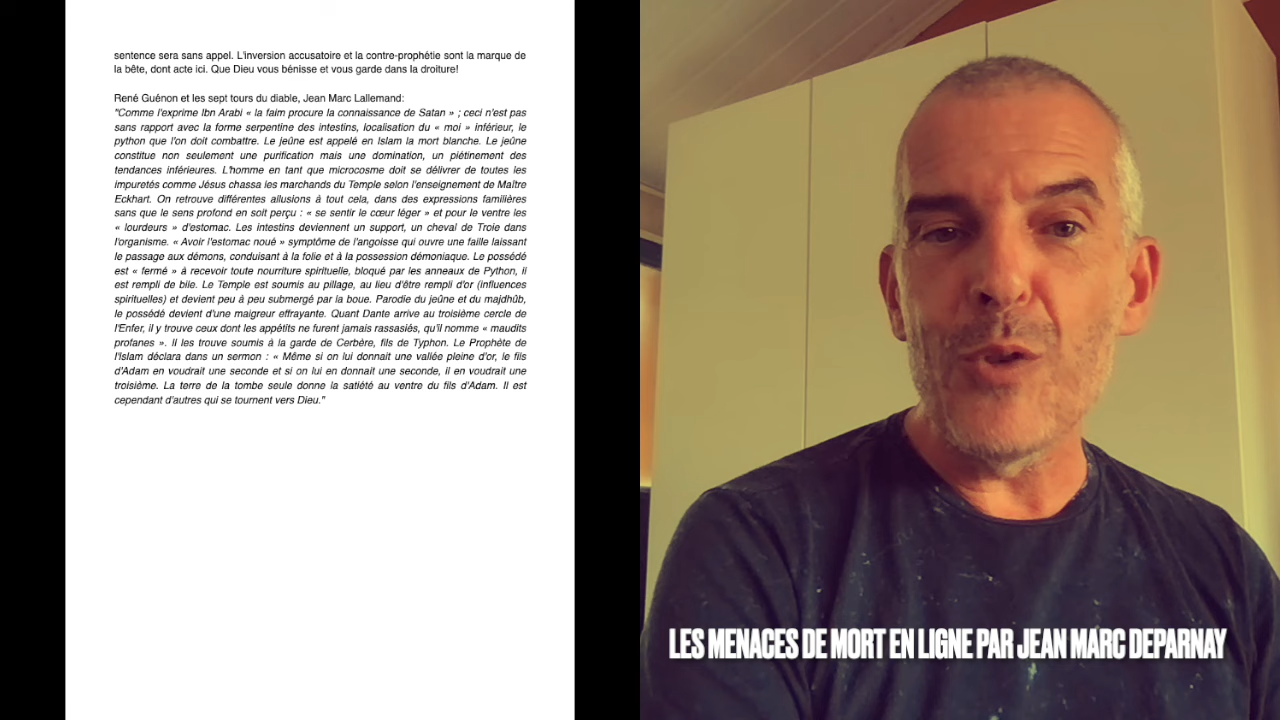 sentence sera sans appel. L'inversion accusatoire et la contre-prophétie sont la marque de
la bête, dont acte ici. Que Dieu vous bénisse et vous garde dans la droiture!
René Guénon et les sept tours du diable, Jean Marc Lallemand:
"Comme l'exprime Ibn Arabi « la faim procure la connaissance de Satan » ; ceci n'est pas
sans rapport avec la forme serpentine des intestins, localisation du « moi » inférieur, le
python que l'on doit combattre. Le jeûne est appelé en Islam la mort blanche. Le jeûne
constitue non seulement une purification mais une domination, un piétinement des
tendances inférieures. L'homme en tant que microcosme doit se délivrer de toutes les
impuretés comme Jésus chassa les marchands du Temple selon l'enseignement de Maître
Eckhart. On retrouve différentes allusions à tout cela, dans des expressions familières
sans que le sens profond en soit perçu : « se sentir le cœur léger » et pour le ventre les
« lourdeurs » d'estomac. Les intestins deviennent un support, un cheval de Troie dans
l'organisme. « Avoir l'estomac noué » symptôme de l'angoisse qui ouvre une faille laissant
le passage aux démons, conduisant à la folie et à la possession démoniaque. Le possédé
est « fermé » à recevoir toute nourriture spirituelle, bloqué par les anneaux de Python, il
est rempli de bile. Le Temple est soumis au pillage, au lieu d'être rempli d'or (influences
spirituelles) et devient peu à peu submergé par la boue. Parodie du jeûne et du majdhûb,
le possédé devient d'une maigreur effrayante. Quant Dante arrive au troisième cercle de
l'Enfer, il y trouve ceux dont les appétits ne furent jamais rassasiés, qu'il nomme « maudits
profanes ». Il les trouve soumis à la garde de Cerbère, fils de Typhon. Le Prophète de
l'Islam déclara dans un sermon : « Même si on lui donnait une vallée pleine d'or, le fils
d'Adam en voudrait une seconde et si on lui en donnait une seconde, il en voudrait une
troisième. La terre de la tombe seule donne la satiété au ventre du fils d'Adam. Il est
cependant d'autres qui se tournent vers Dieu."
LES MENACES DE MORT EN LIGNE PAR JEAN MARC DEPARNAY